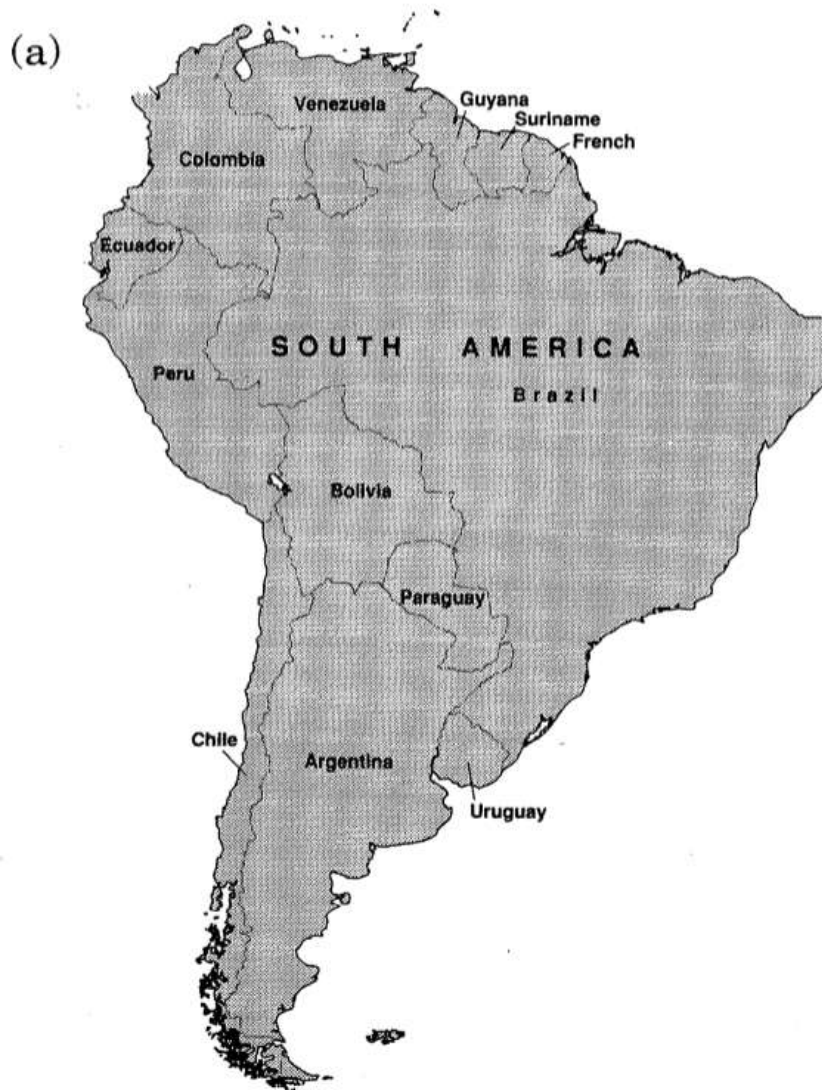 (a)
Venezuela
Guyana
Suriname
French
Colombia
Ecuador
SOUTH AMERICA
Peru
Brazil
Bolivia
Paraguay
Chile
Argentina
Uruguay